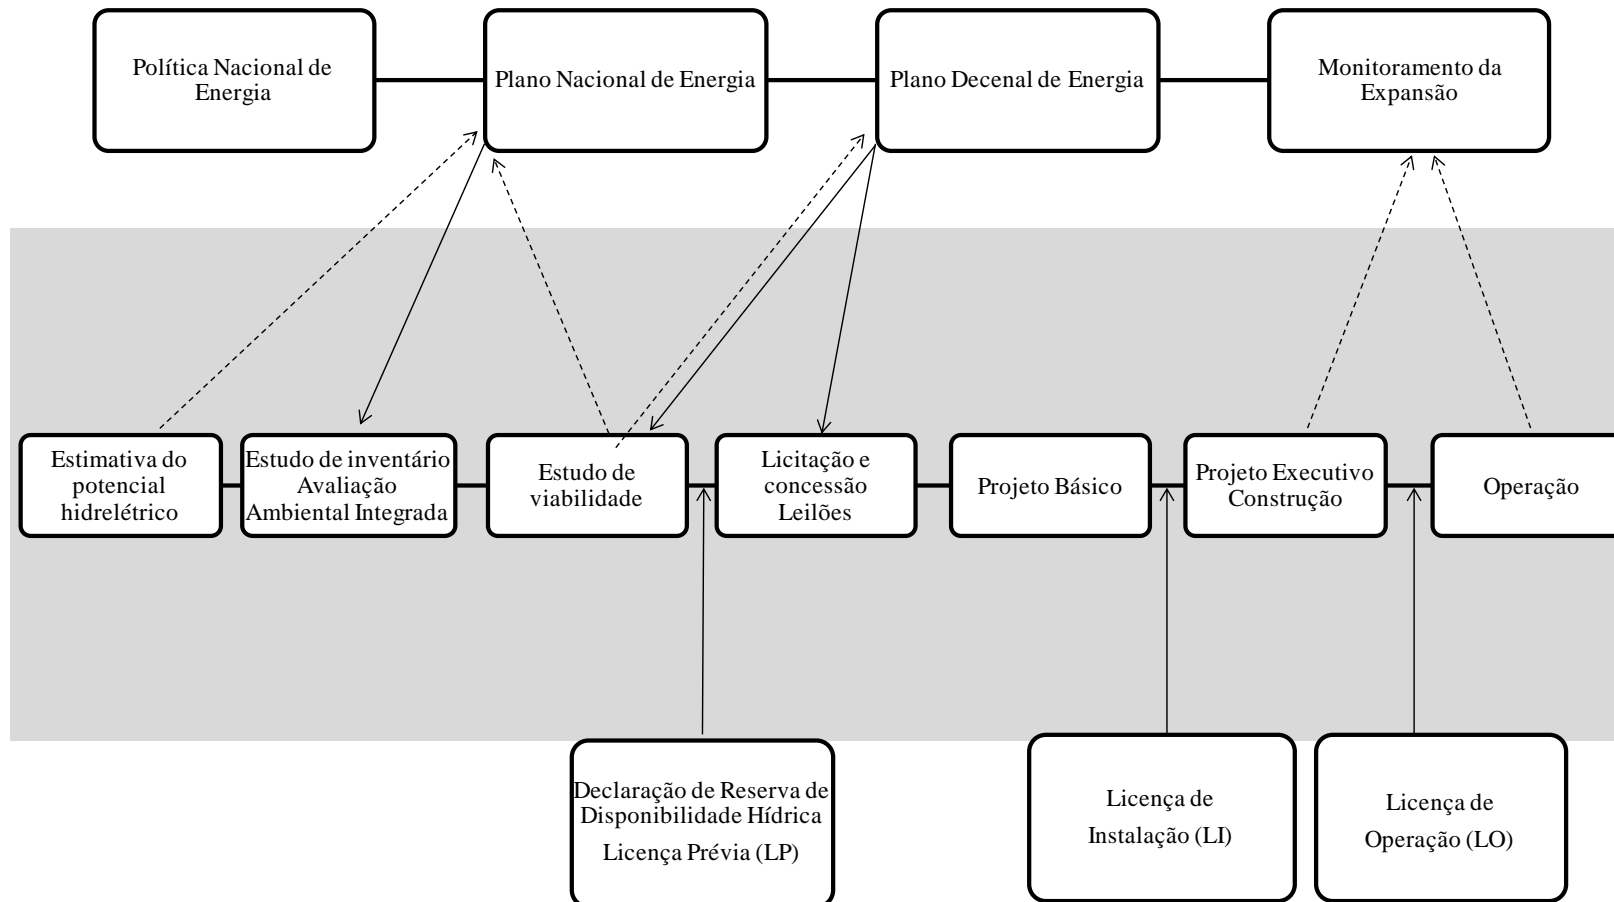 Política Nacional de
Energia
Plano Nacional de Energia
Plano Decenal de Energia
Monitoramento da
Expansão
Estimativa do
potencial
hidrelétrico
Estudo de inventário
Avaliação
Ambiental Integrada
Estudo de
viabilidade
Licitação e
concessão
Leilões
Projeto Básico
Projeto Executivo
Construção
Operação
Declaração de Reserva de
Disponibilidade Hídrica
Licença Prévia (LP)
Licença de
Instalação (LI)
Licença de
Operação (LO)